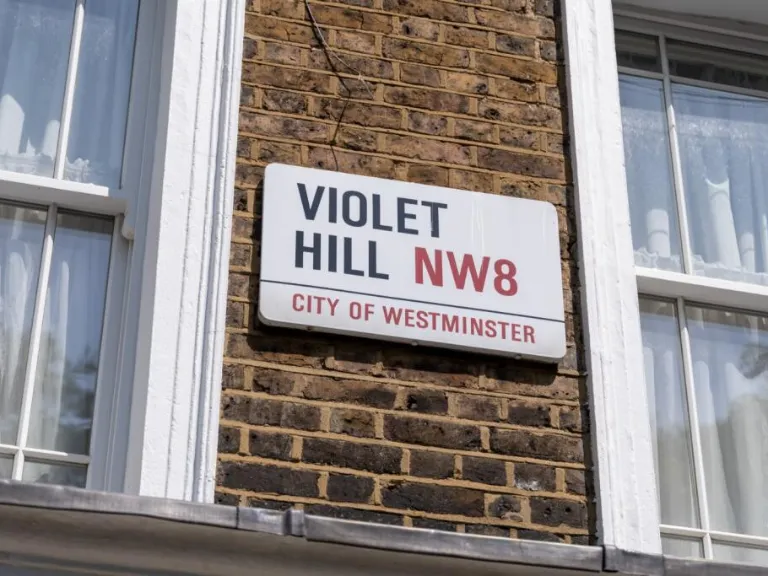 VIOLET
HILL NW8
CITY OF WESTMINSTER